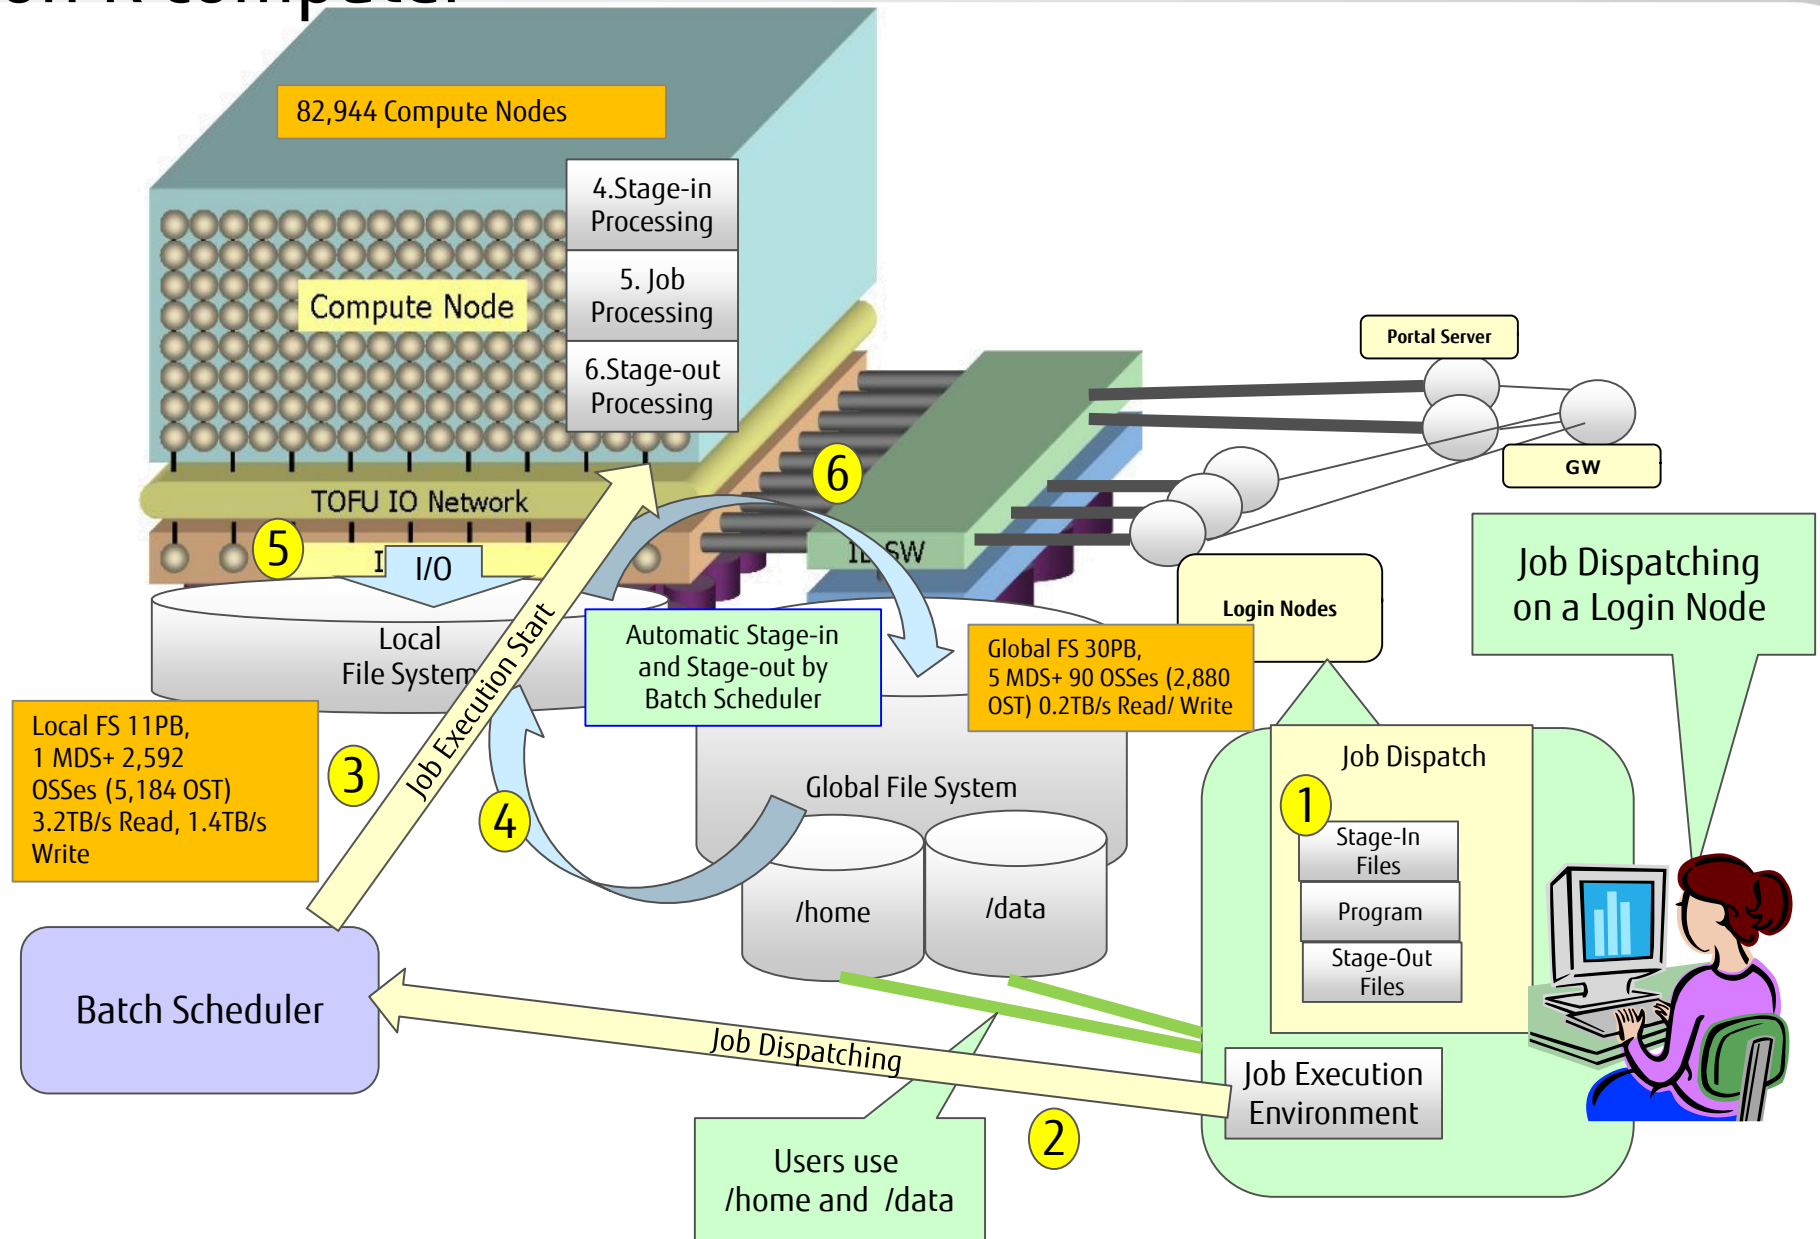 on K computer
82,944 Compute Nodes
4.Stage-in
Processing
5. Job
Processing
6.Stage-out
Processing
Compute Node
TOFU IO Network
Portal Server
GW
6
5
I/O
SW
Login Nodes
Job Dispatching
on a Login Node
Local
File System
Automatic Stage-in
and Stage-out by
Batch Scheduler
Global FS 30PB,
5 MDS+ 90 OSSes (2,880
OST) 0.2TB/s Read/ Write
Local FS 11PB,
1 MDS+ 2,592
OSSes (5,184 OST)
3.2TB/s Read, 1.4TB/s
Write
3
Job Execution Start
4
Global File System
/home
/data
Job Dispatch
1
Stage-In
Files
Program
Stage-Out
Files
Batch Scheduler
Job Dispatching
Job Execution
Environment
2
Users use
/home and /data